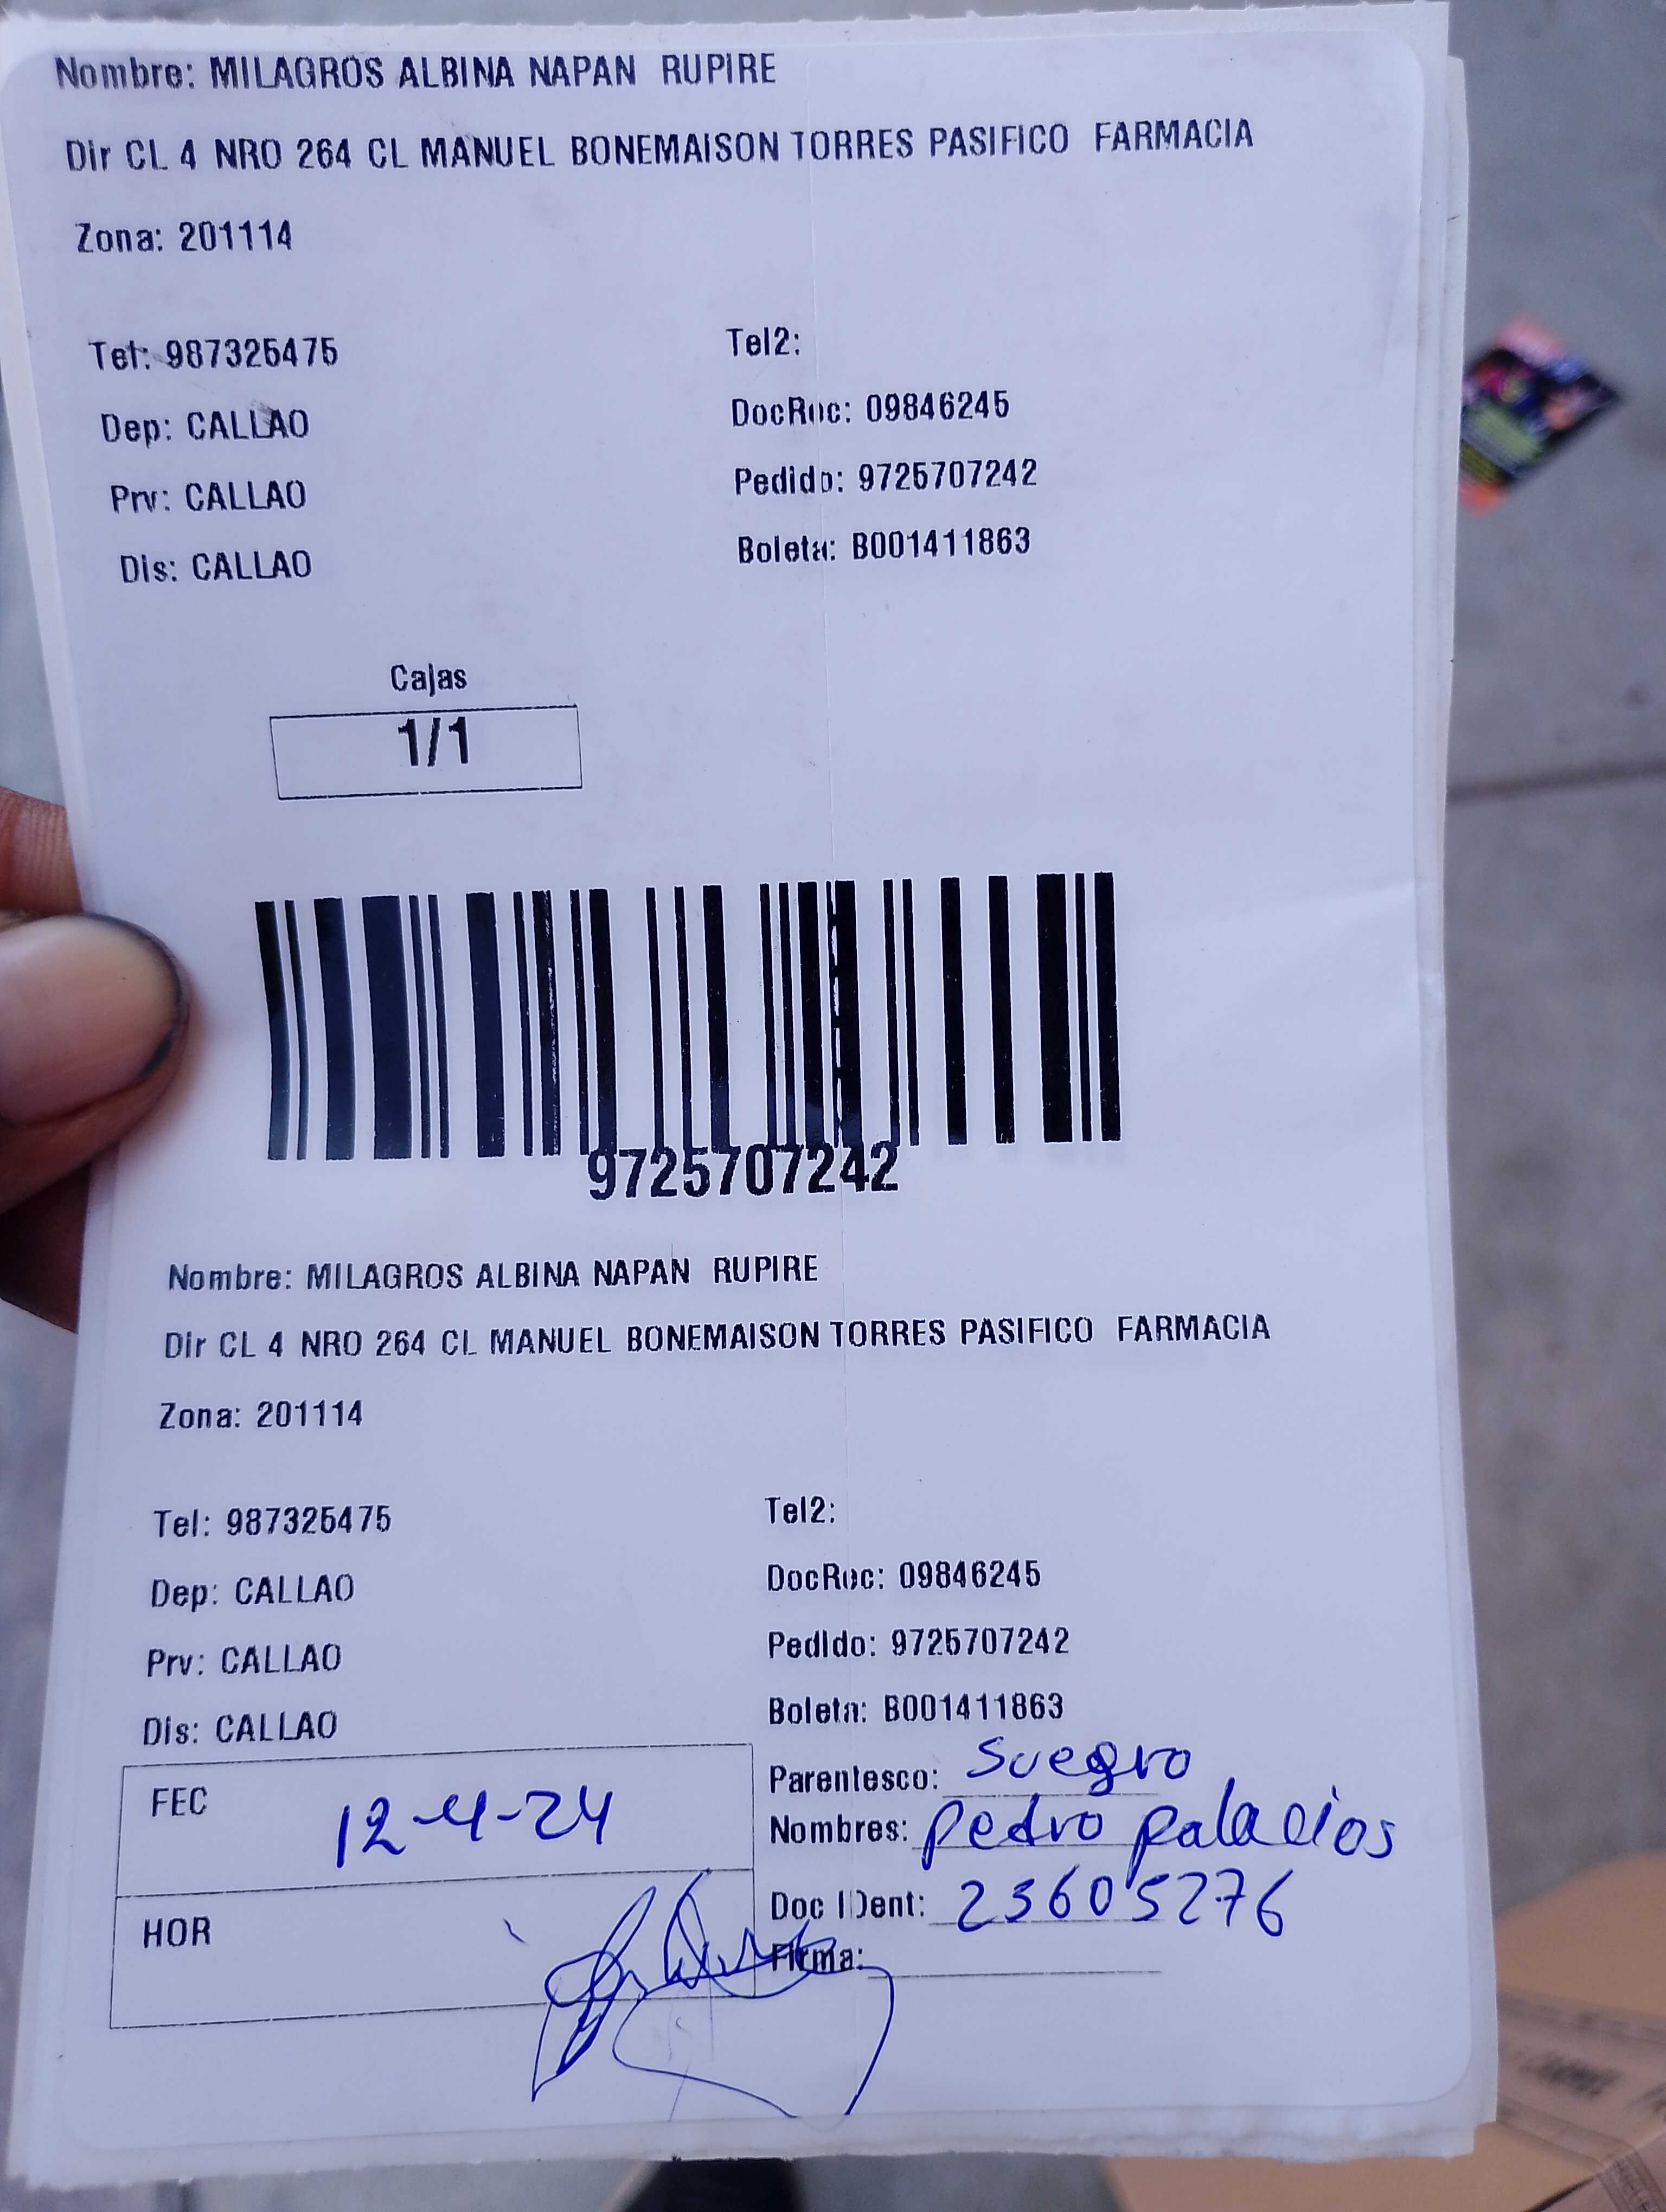 Nombre: MILAGROS ALBINA NAPAN RUPIRE
Dir CL 4 NRO 264 CL MANUEL BONEMAISON TORRES PASIFICO FARMACIA
Zona: 201114
Tel: 987325475 Tel2:
Dep: CALLAO DocRec: 09846245
Prv: CALLAO Pedido: 9725707242
Dis: CALLAO Boleta: B001411863
Cajas
1/1
9725707242
Nombre: MILAGROS ALBINA NAPAN RUPIRE
Dir CL 4 NRO 264 CL MANUEL BONEMAISON TORRES PASIFICO FARMACIA
Zona: 201114
Tel: 987325475 Tel2:
Dep: CALLAO DocRec: 09846245
Prv: CALLAO Pedido: 9725707242
Dis: CALLAO Boleta: B001411863
Parentesco: suegro
FEC 12-4-24
Nombres: pedro palacios
Doc IDent: 23605276
HOR
Firma: